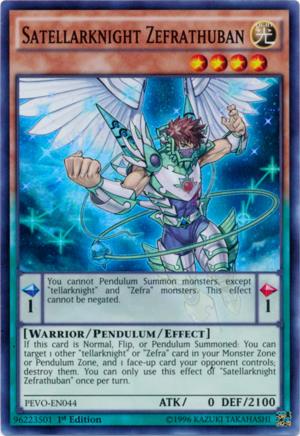 SATELLARKNIGHT ZEFRATHUBAN
LIGHT
光
You cannot Pendulum Summon monsters, except
"tellarknight" and "Zefra" monsters. This effect
cannot be negated.
1
1
[WARRIOR/PENDULUM/EFFECT]
If this card is Normal, Flip, or Pendulum Summoned: You can
target 1 other "tellarknight" or "Zefra" card in your Monster Zone
or Pendulum Zone, and 1 face-up card your opponent controls;
destroy them. You can only use this effect of "Satellarknight
Zefrathuban" once per turn.
PEVO-EN044
ATK/ 0 DEF/2100
96223501 1st Edition
©1996 KAZUKI TAKAHASHI